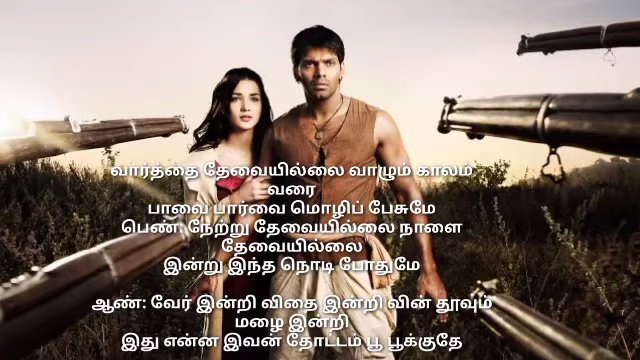 வார்த்தை தேவையில்லை வாழும் காலம்
வரை
பாவை பார்வை மொழிப் பேசுமே
பெண்: நேற்று தேவையில்லை நாளை
தேவையில்லை
இன்று இந்த நொடி போதுமே
ஆண்: வேர் இன்றி விதை இன்றி வின் தூவும்
மழை இன்றி
இது என்ன இவன் தோட்டம் பூ பூக்குதே